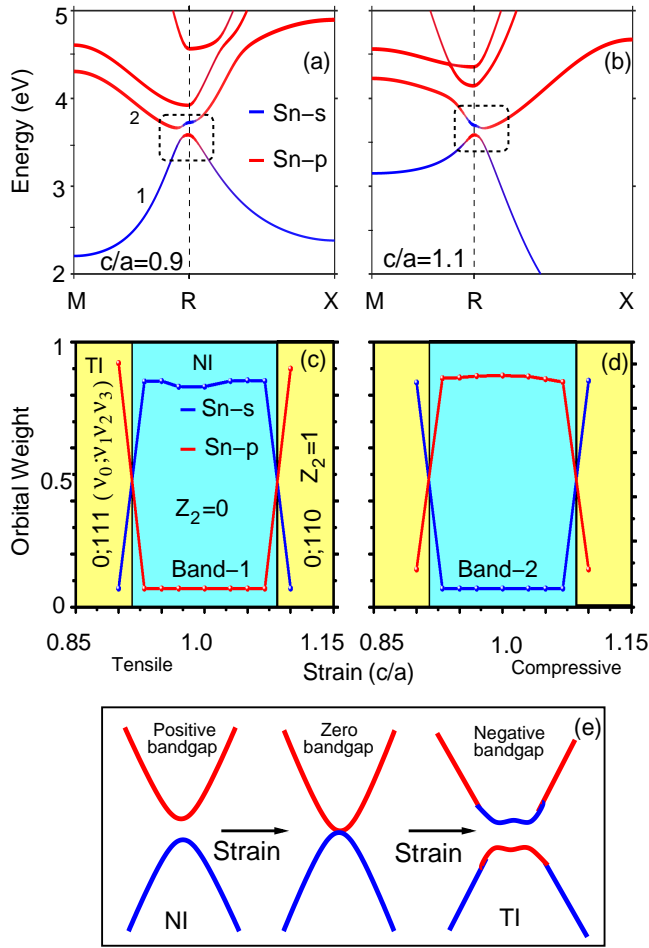 (a)
(b)
Energy (eV)
5
4
3
2
2
1
Sn-s
Sn-p
c/a=0.9
c/a=1.1
M
R
X
M
R
X
(c)
(d)
Orbital Weight
1
0.5
0
TI
NI
0;111 (ν0;ν1ν2ν3)
Sn-s
Sn-p
Z2=0
Z2=1
0;110
Band-1
Band-2
0.85
1.0
1.15
0.85
1.0
1.15
Tensile
Strain (c/a)
Compressive
(e)
Positive
bandgap
Zero
bandgap
Negative
bandgap
Strain
Strain
NI
TI